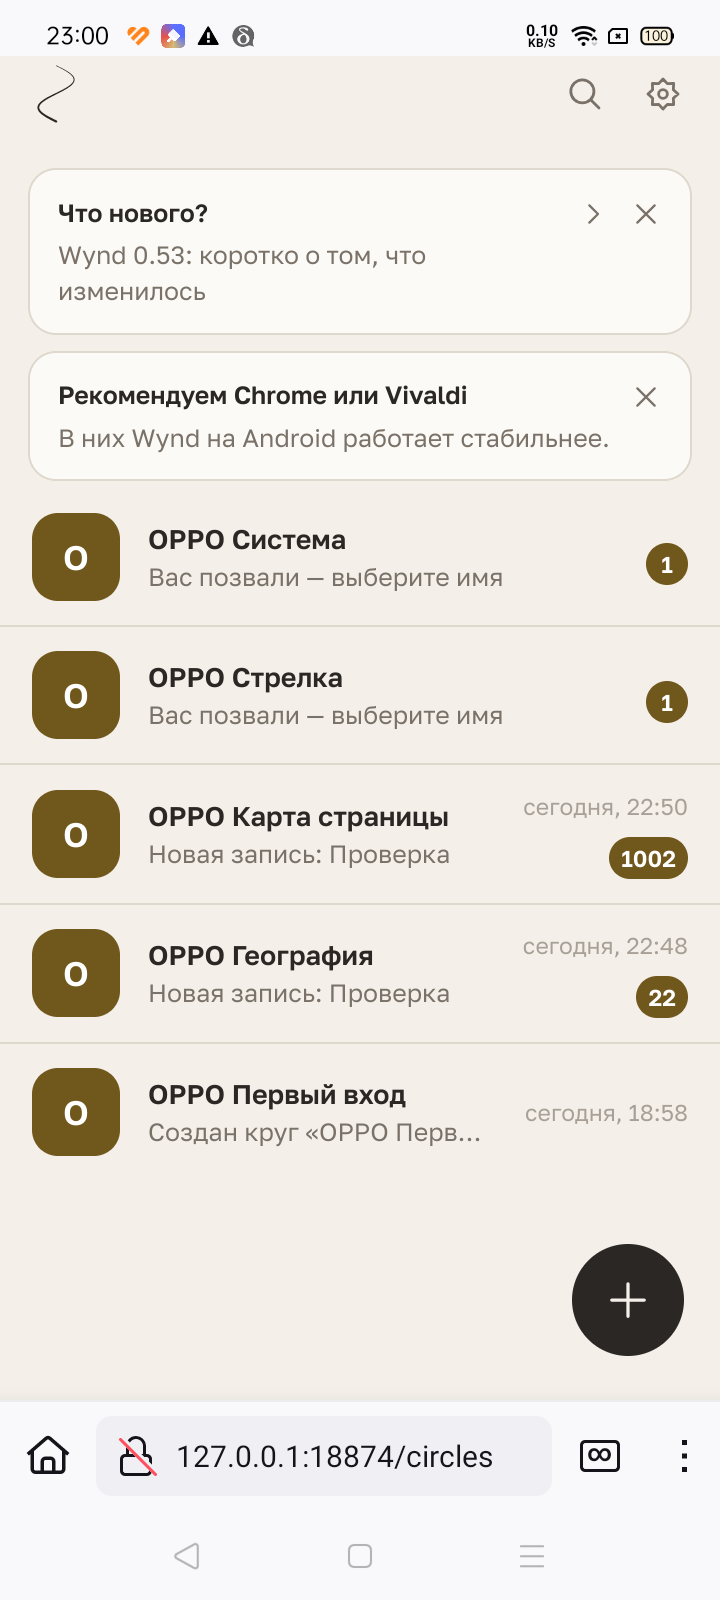 23:00
0.10
KB/S
100
Что нового?
Wynd 0.53: коротко о том, что
изменилось
Рекомендуем Chrome или Vivaldi
В них Wynd на Android работает стабильнее.
О
OPPO Система
Вас позвали — выберите имя
1
О
OPPO Стрелка
Вас позвали — выберите имя
1
О
OPPO Карта страницы
сегодня, 22:50
Новая запись: Проверка
1002
О
OPPO География
сегодня, 22:48
Новая запись: Проверка
22
О
OPPO Первый вход
сегодня, 18:58
Создан круг «OPPO Перв...
127.0.0.1:18874/circles
∞